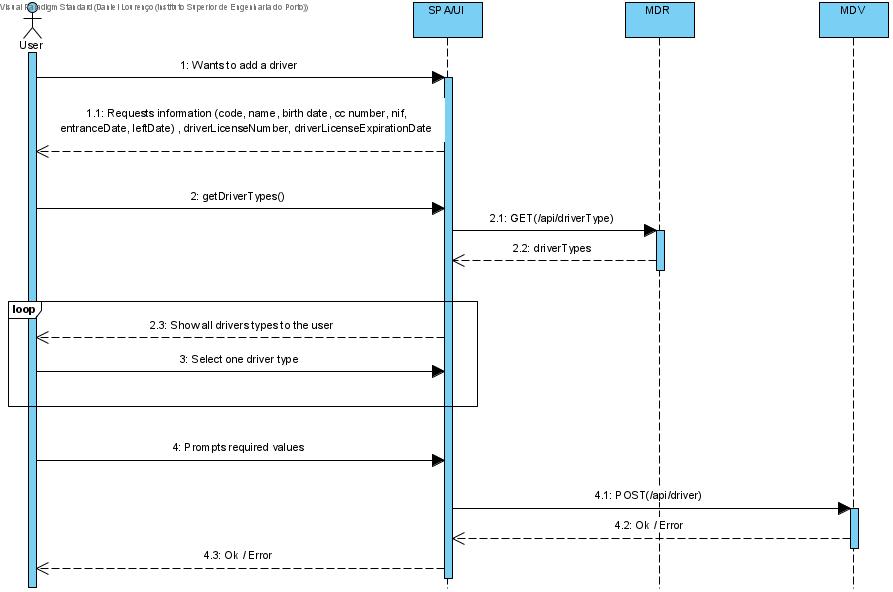 Visual Paradigm Standard (Daniel Lourenço (Instituto Superior de Engenharia do Porto))
User
SPA/UI
MDR
MDV
1: Wants to add a driver
1.1: Requests information (code, name, birth date, cc number, nif,
entranceDate, leftDate) , driverLicenseNumber, driverLicenseExpirationDate
2: getDriverTypes()
2.1: GET(/api/driverType)
2.2: driverTypes
loop
2.3: Show all drivers types to the user
3: Select one driver type
4: Prompts required values
4.1: POST(/api/driver)
4.2: Ok / Error
4.3: Ok / Error